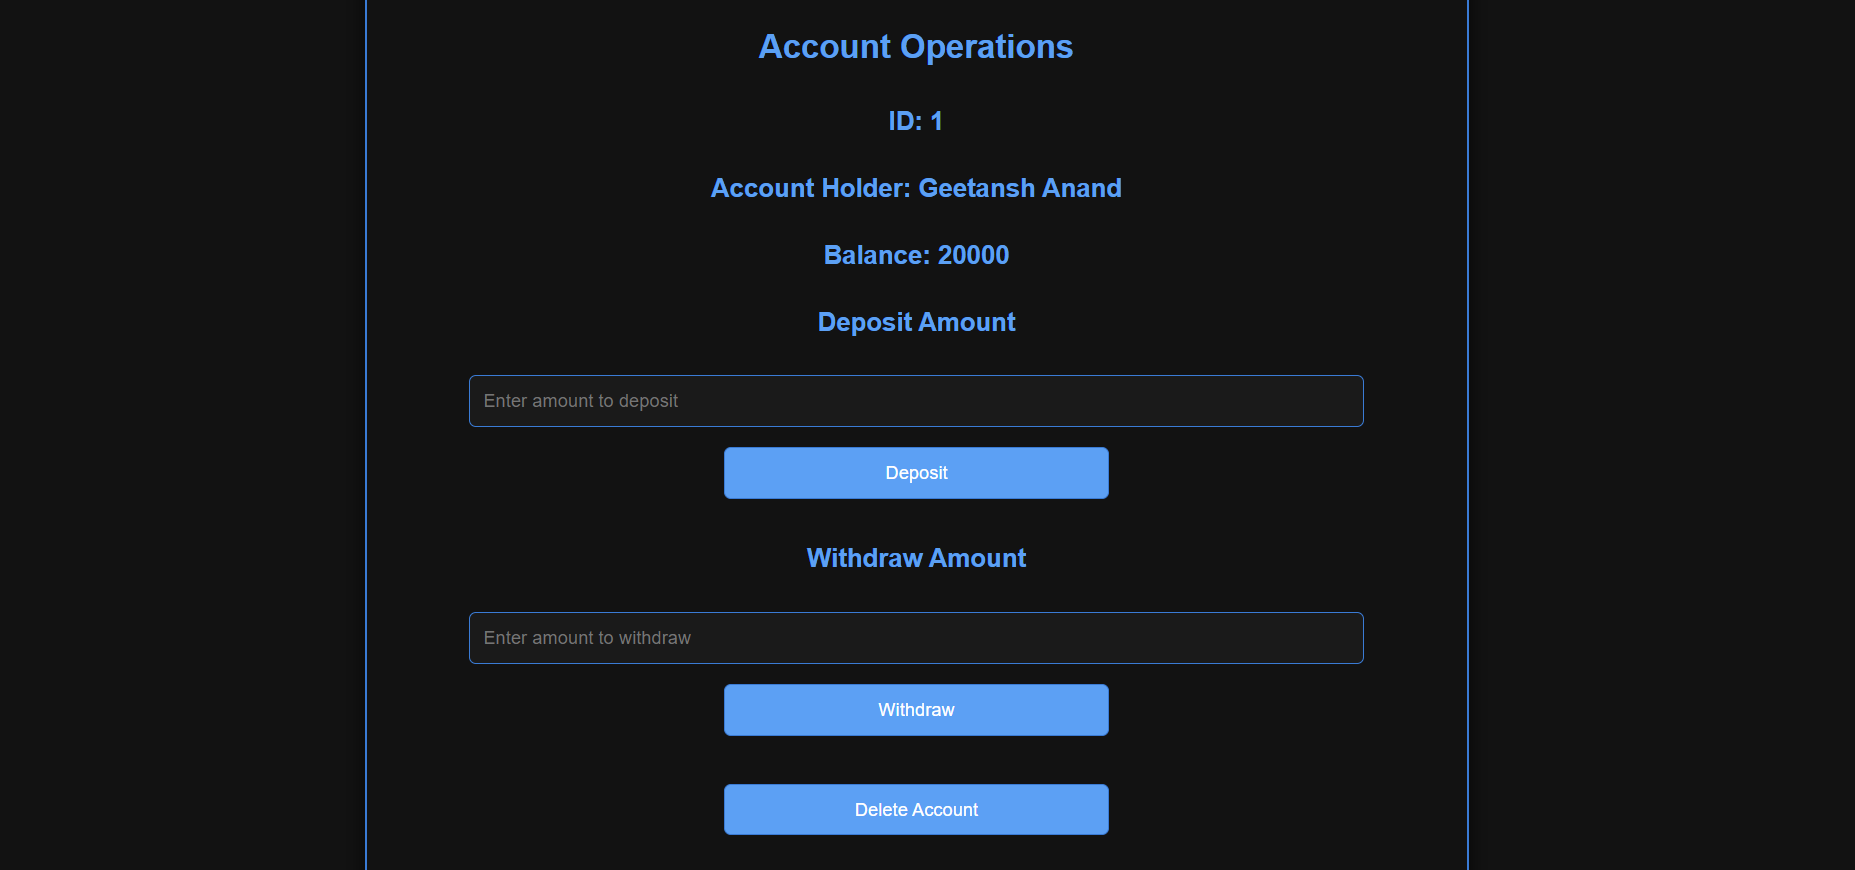 Account Operations
ID: 1
Account Holder: Geetansh Anand
Balance: 20000
Deposit Amount
Enter amount to deposit
Deposit
Withdraw Amount
Enter amount to withdraw
Withdraw
Delete Account